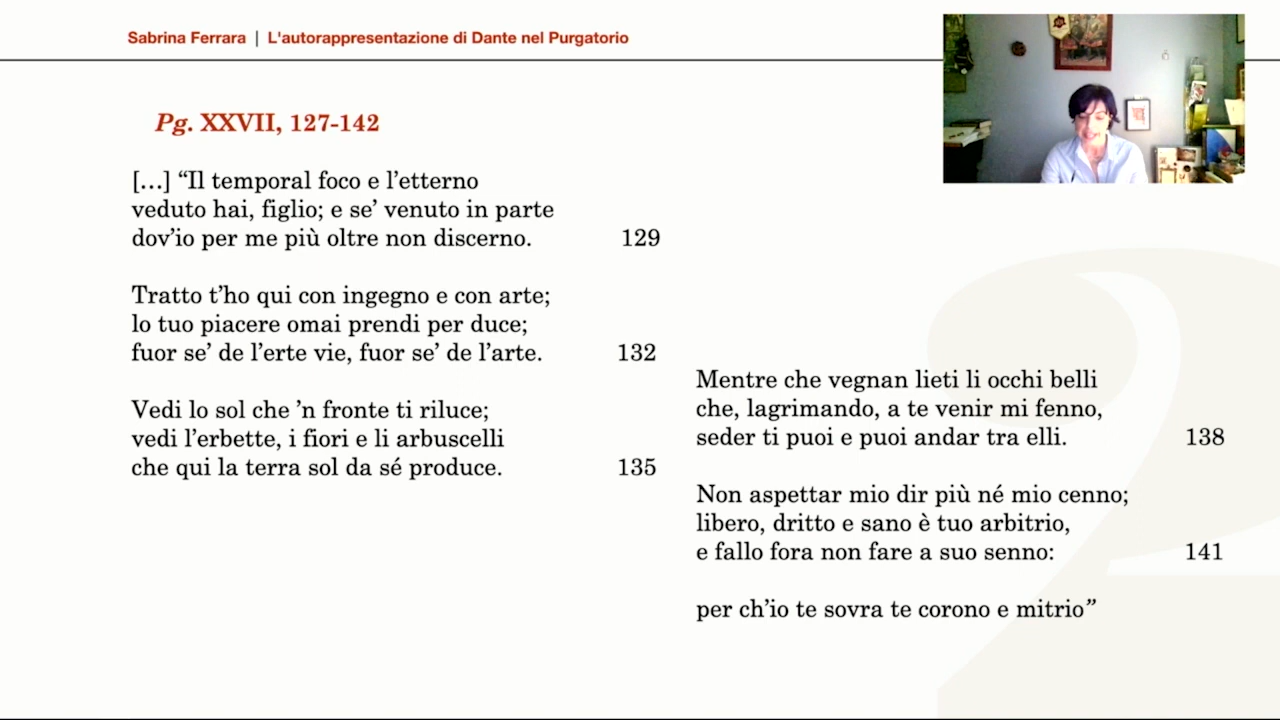 Sabrina Ferrara | L'autorappresentazione di Dante nel Purgatorio
Pg. XXVII, 127-142
[…] “Il temporal foco e l’etterno
veduto hai, figlio; e se’ venuto in parte
dov’io per me più oltre non discerno. 129
Tratto t’ho qui con ingegno e con arte;
lo tuo piacere omai prendi per duce;
fuor se’ de l’erte vie, fuor se’ de l’arte. 132
Vedi lo sol che ’n fronte ti riluce;
vedi l’erbette, i fiori e li arbuscelli
che qui la terra sol da sé produce. 135
Mentre che vegnan lieti li occhi belli
che, lagrimando, a te venir mi fenno,
seder ti puoi e puoi andar tra elli. 138
Non aspettar mio dir più né mio cenno;
libero, dritto e sano è tuo arbitrio,
e fallo fora non fare a suo senno: 141
per ch’io te sovra te corono e mitrio”
2